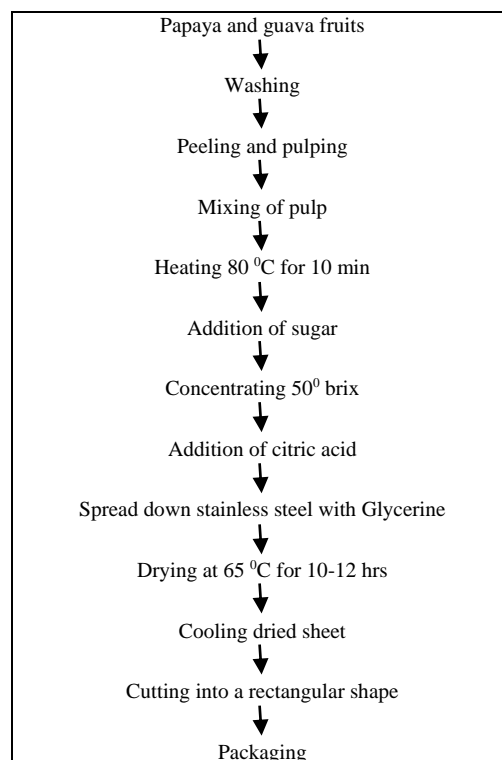 Papaya and guava fruits
Washing
Peeling and pulping
Mixing of pulp
Heating 80 ⁰C for 10 min
Addition of sugar
Concentrating 50⁰ brix
Addition of citric acid
Spread down stainless steel with Glycerine
Drying at 65 ⁰C for 10-12 hrs
Cooling dried sheet
Cutting into a rectangular shape
Packaging